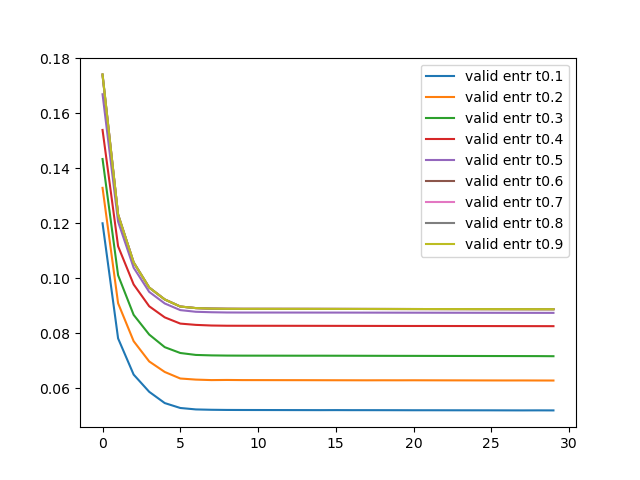 0.18
0.16
0.14
0.12
0.10
0.08
0.06
0 5 10 15 20 25 30
valid entr t0.1
valid entr t0.2
valid entr t0.3
valid entr t0.4
valid entr t0.5
valid entr t0.6
valid entr t0.7
valid entr t0.8
valid entr t0.9